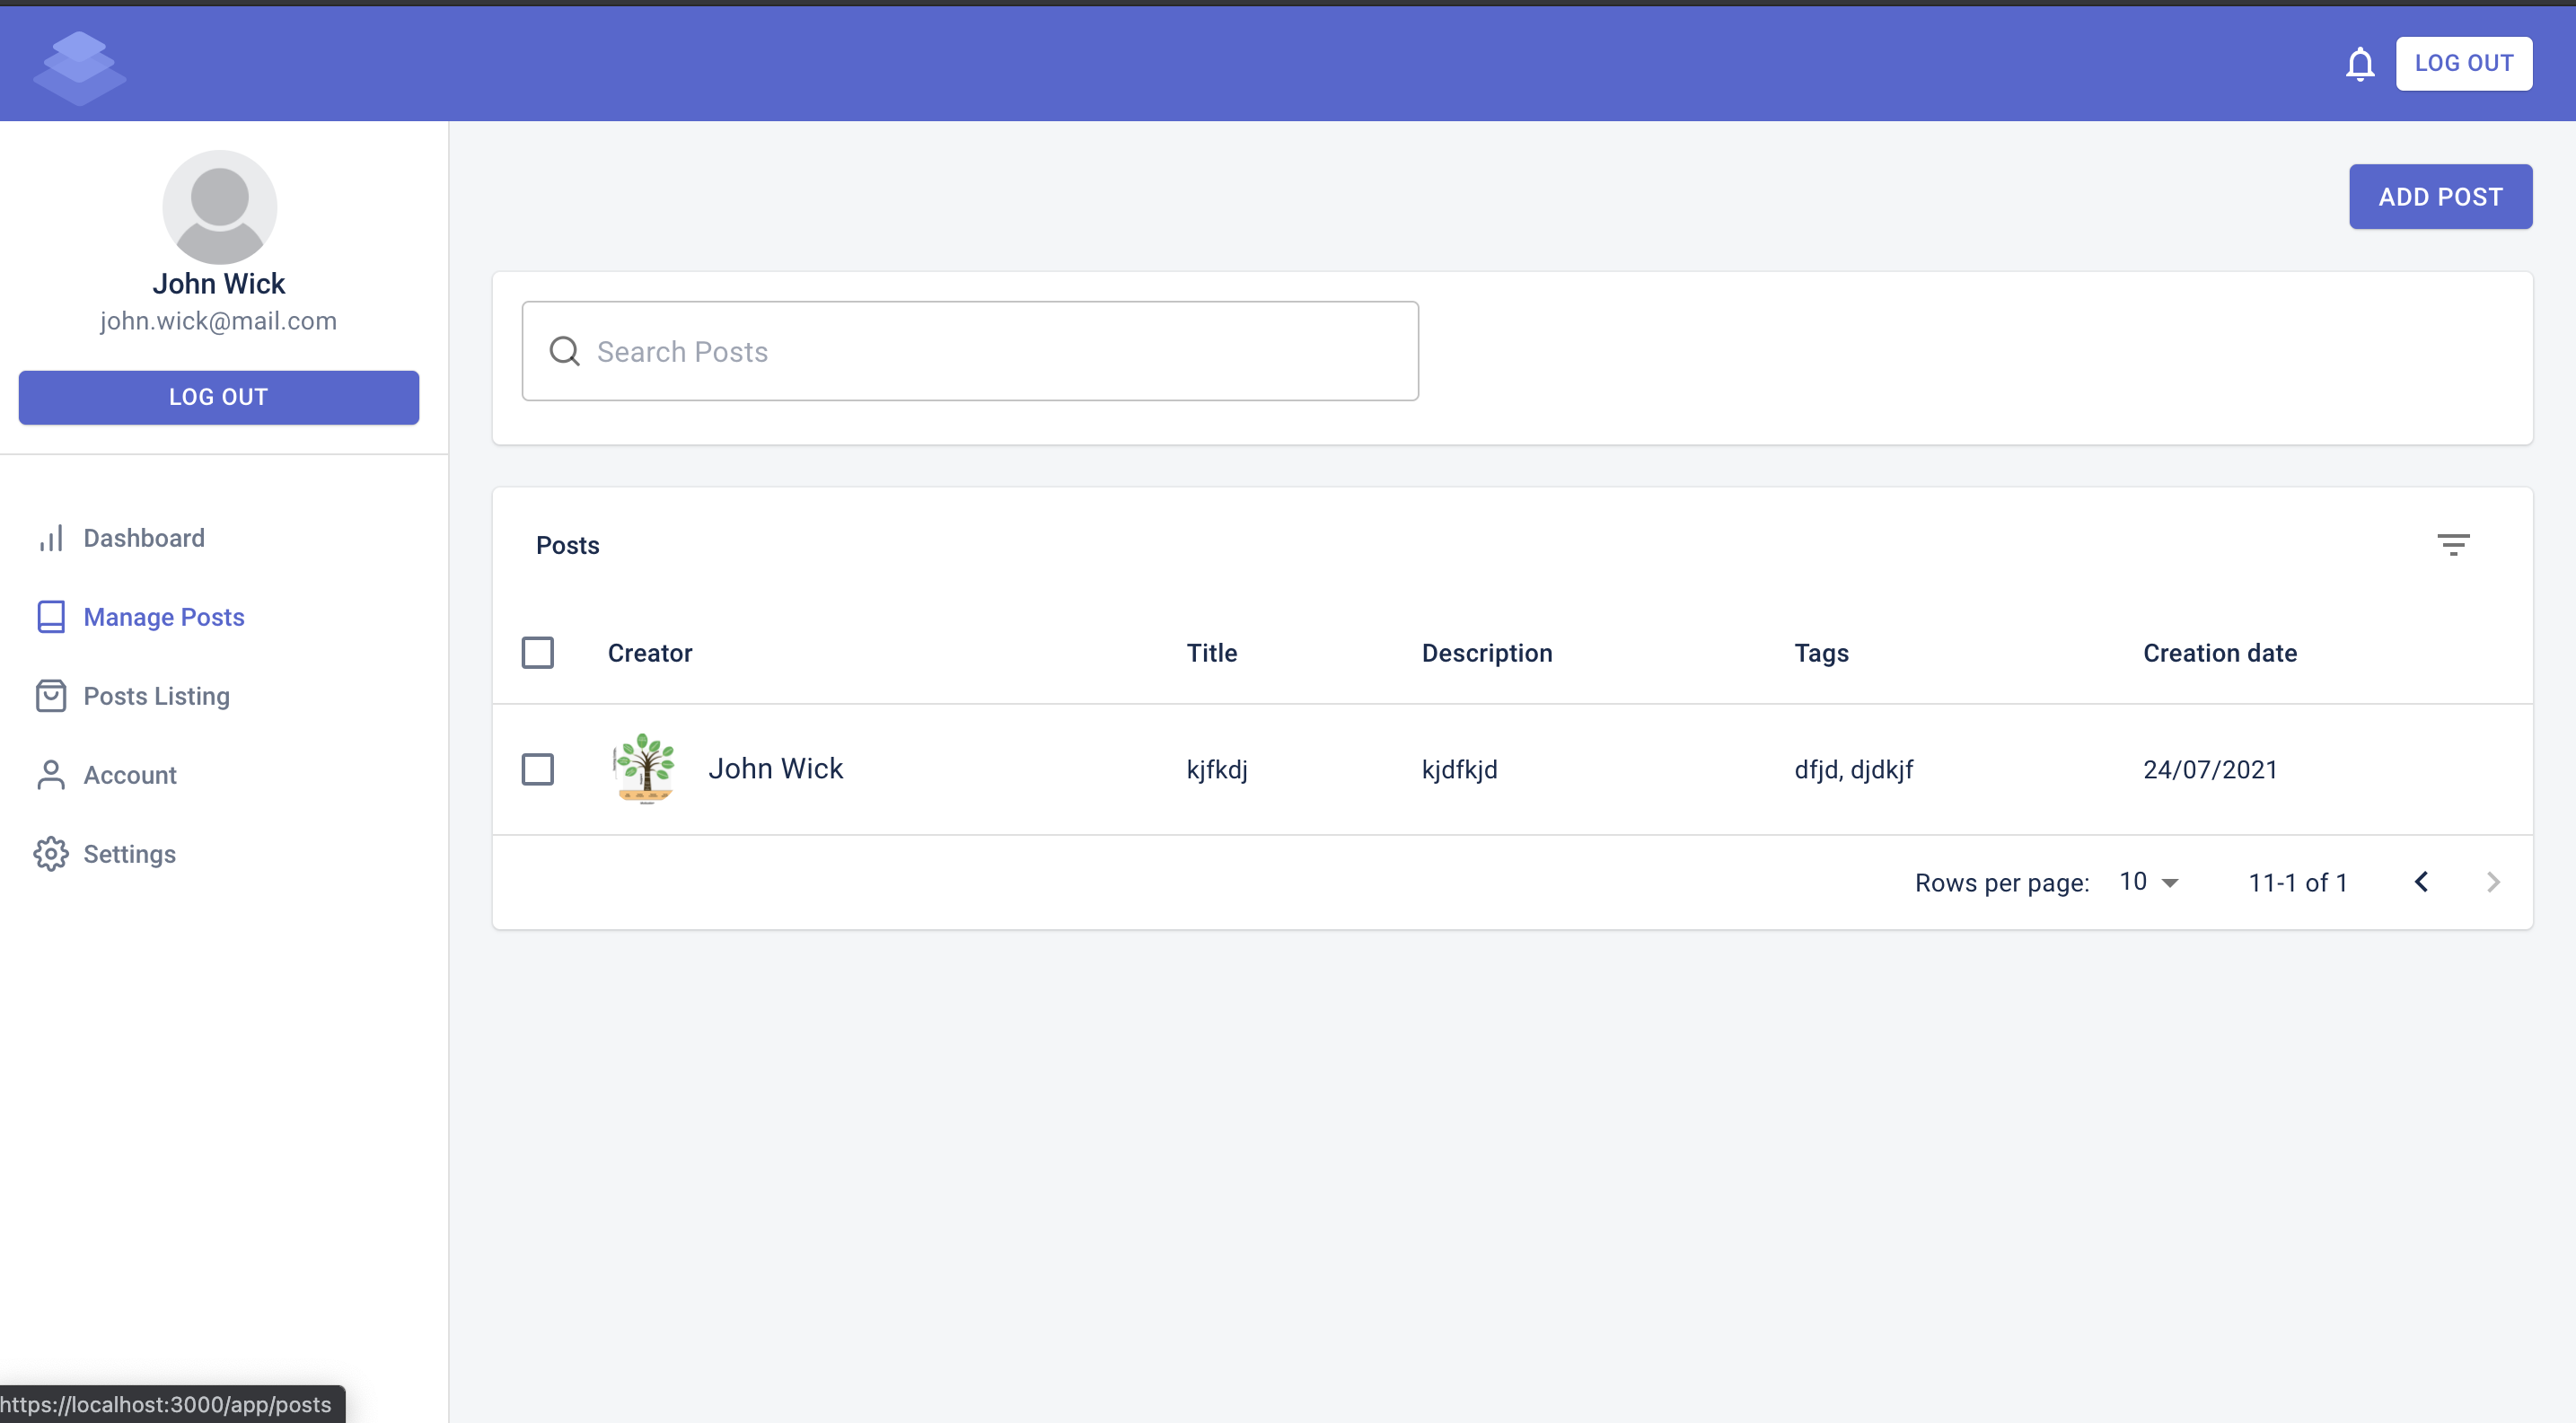 LOG OUT
John Wick
john.wick@mail.com
LOG OUT
Dashboard
Manage Posts
Posts Listing
Account
Settings
ADD POST
Search Posts
Posts
Creator Title Description Tags Creation date
John Wick kjfkdj kjdfkjd dfjd, djdkjf 24/07/2021
Rows per page: 10 11-1 of 1
https://localhost:3000/app/posts